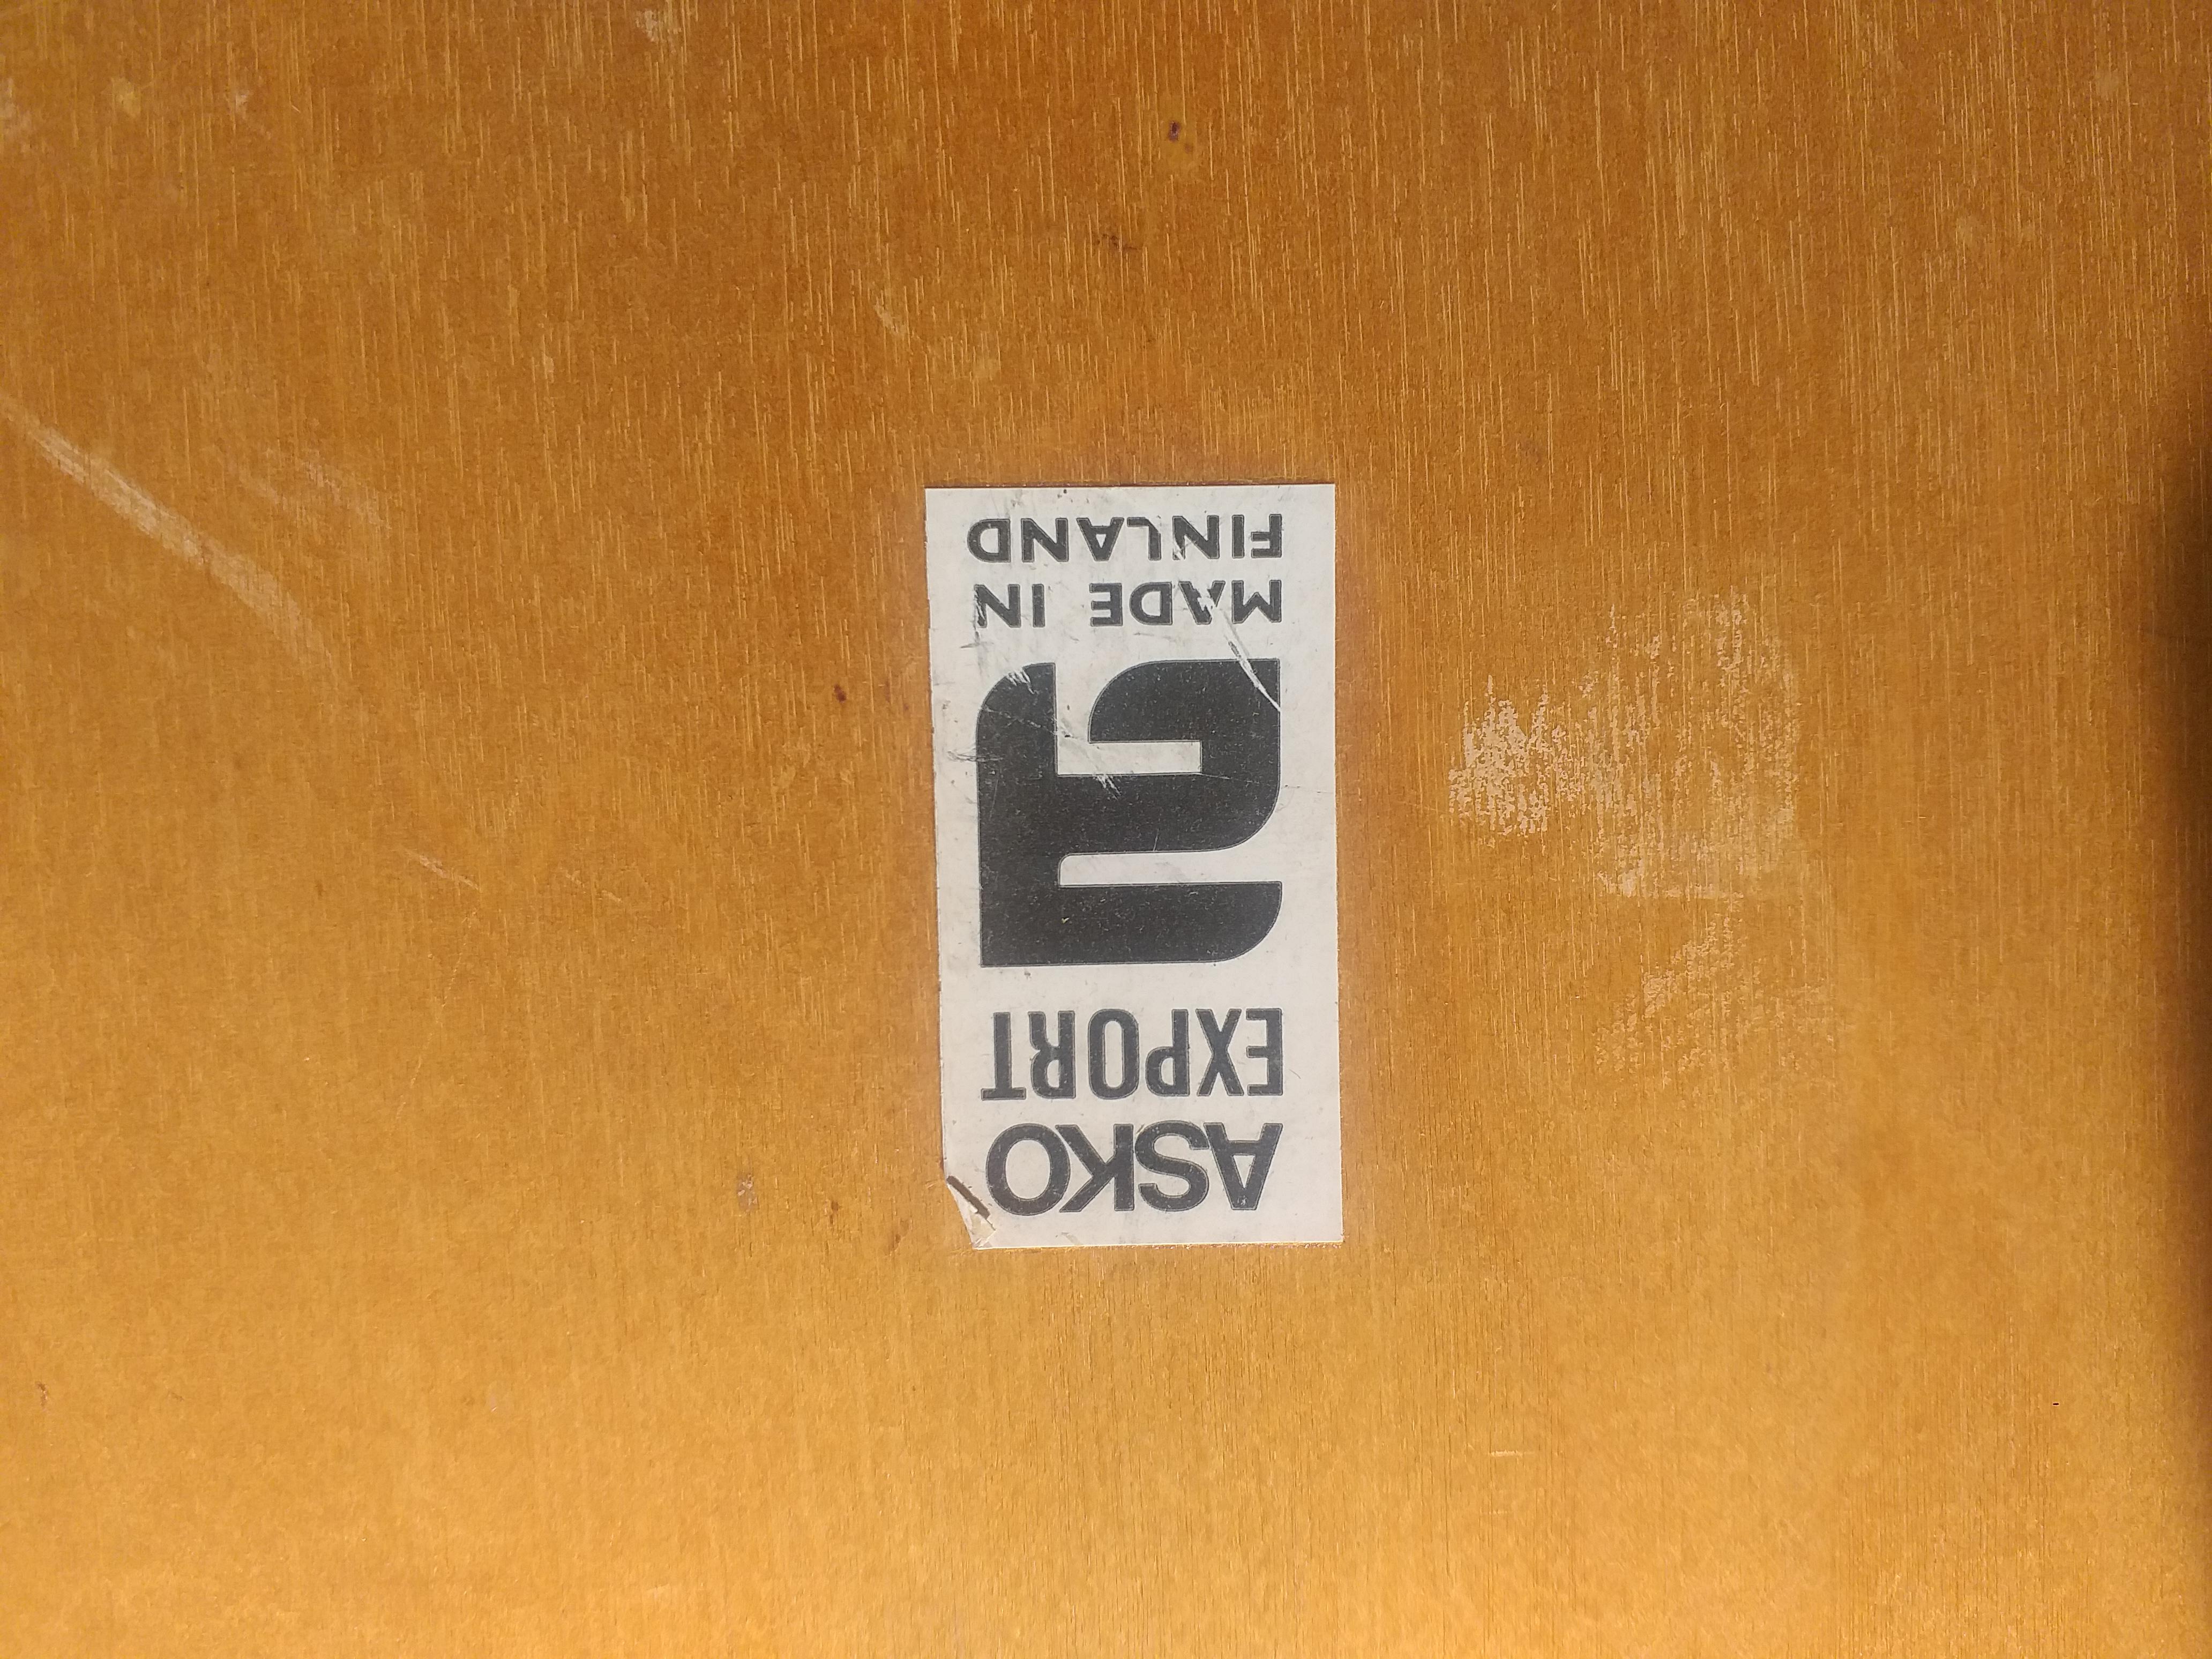 ASKO
EXPORT
MADE IN
FINLAND